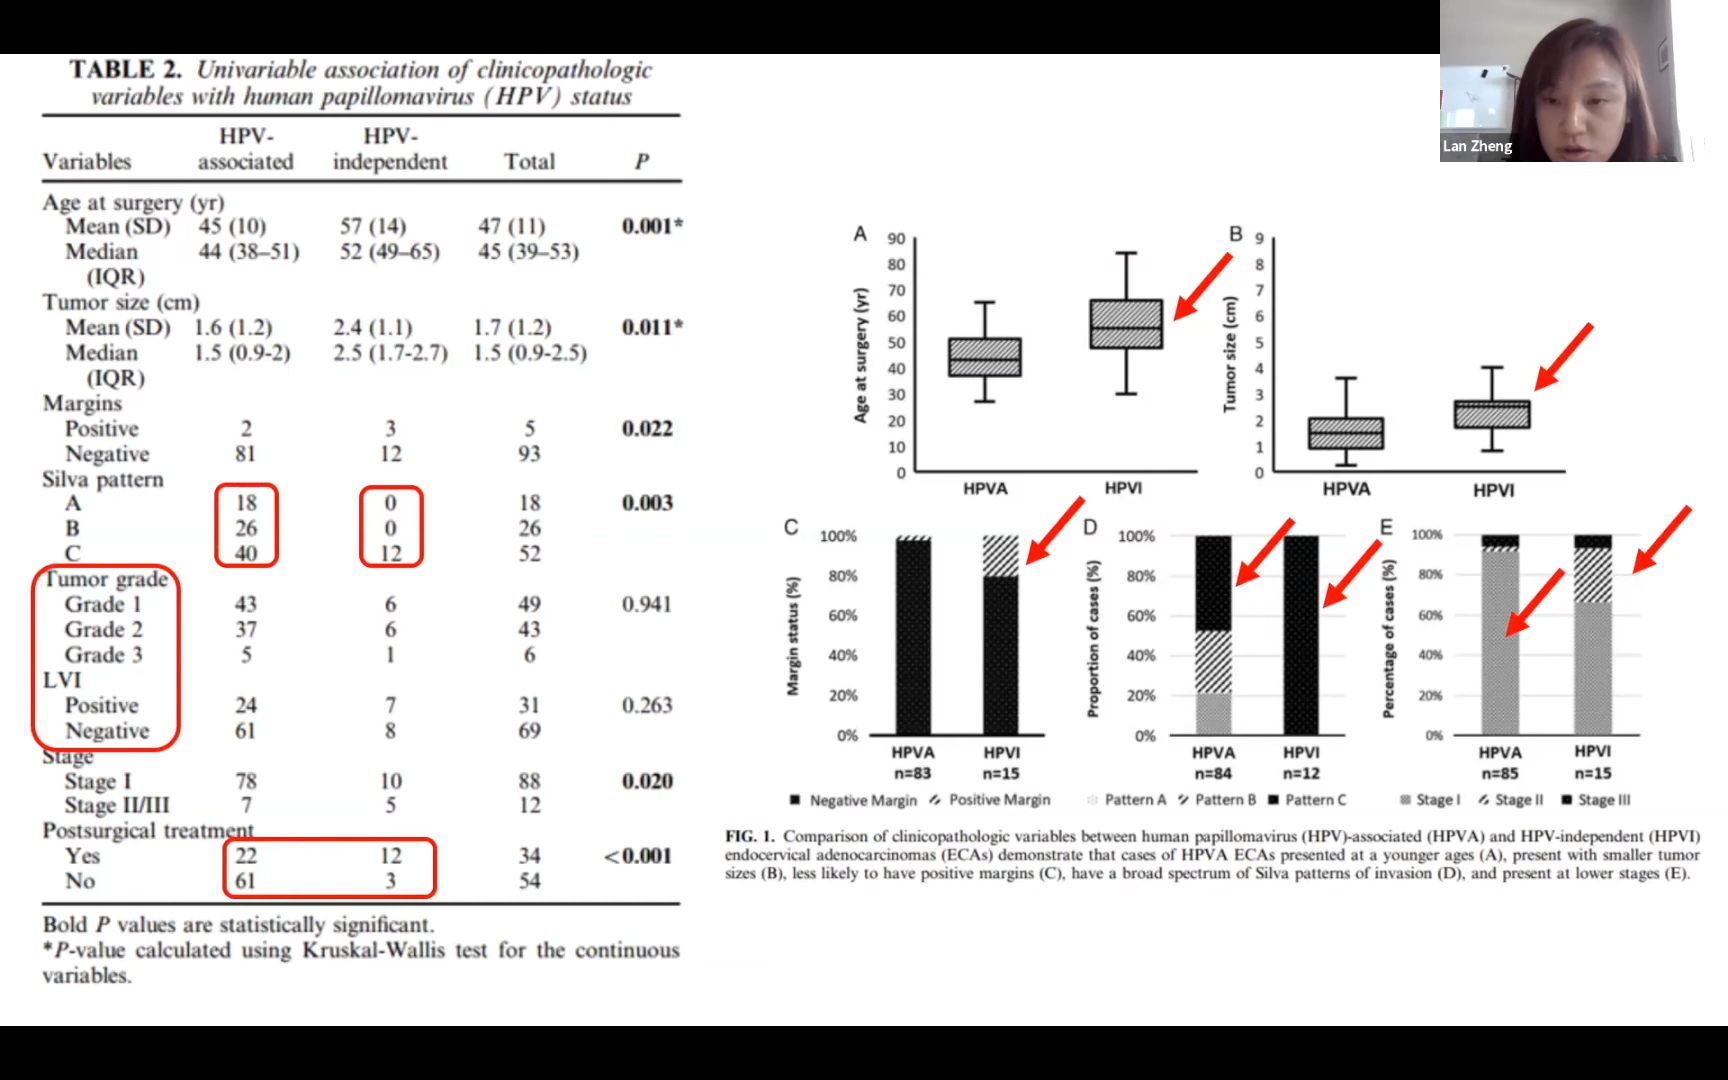 Lan Zheng
TABLE 2. Univariable association of clinicopathologic
variables with human papillomavirus (HPV) status
HPV- HPV-
Variables associated independent Total P
Age at surgery (yr)
Mean (SD) 45 (10) 57 (14) 47 (11) 0.001*
Median 44 (38–51) 52 (49–65) 45 (39–53)
(IQR)
Tumor size (cm)
Mean (SD) 1.6 (1.2) 2.4 (1.1) 1.7 (1.2) 0.011*
Median 1.5 (0.9-2) 2.5 (1.7-2.7) 1.5 (0.9-2.5)
(IQR)
Margins
Positive 2 3 5 0.022
Negative 81 12 93
Silva pattern
A 18 0 18 0.003
B 26 0 26
C 40 12 52
Tumor grade
Grade 1 43 6 49 0.941
Grade 2 37 6 43
Grade 3 5 1 6
LVI
Positive 24 7 31 0.263
Negative 61 8 69
Stage
Stage I 78 10 88 0.020
Stage II/III 7 5 12
Postsurgical treatment
Yes 22 12 34 <0.001
No 61 3 54
Bold P values are statistically significant.
*P-value calculated using Kruskal-Wallis test for the continuous
variables.
A
Age at surgery (yr)
90
80
70
60
50
40
30
20
10
0
HPVA HPVI
B
Tumor size (cm)
9
8
7
6
5
4
3
2
1
0
HPVA HPVI
C
Margin status (%)
100%
80%
60%
40%
20%
0%
HPVA HPVI
n=83 n=15
Negative Margin Positive Margin
D
Proportion of cases (%)
100%
80%
60%
40%
20%
0%
HPVA HPVI
n=84 n=12
Pattern A Pattern B Pattern C
E
Percentage of cases (%)
100%
80%
60%
40%
20%
0%
HPVA HPVI
n=85 n=15
Stage I Stage II Stage III
FIG. 1. Comparison of clinicopathologic variables between human papillomavirus (HPV)-associated (HPVA) and HPV-independent (HPVI)
endocervical adenocarcinomas (ECAs) demonstrate that cases of HPVA ECAs presented at a younger ages (A), present with smaller tumor
sizes (B), less likely to have positive margins (C), have a broad spectrum of Silva patterns of invasion (D), and present at lower stages (E).